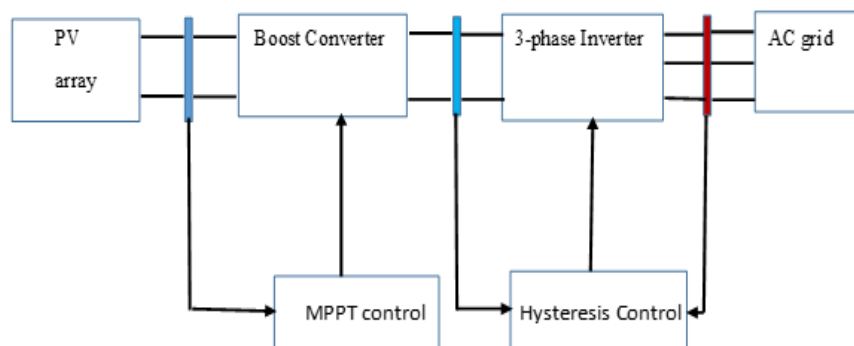 PV
array
Boost Converter
3-phase Inverter
AC grid
MPPT control
Hysteresis Control